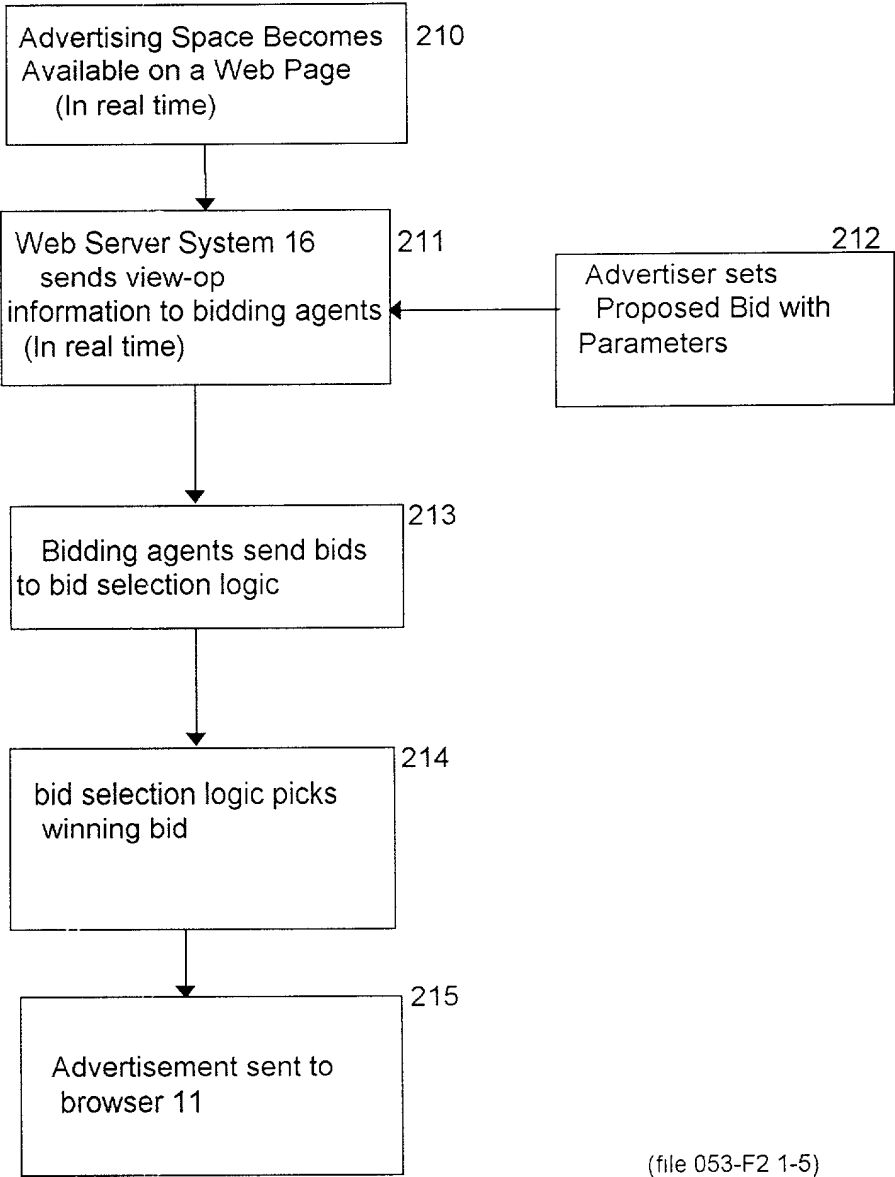 Advertising Space Becomes
Available on a Web Page
(In real time)
210
Web Server System 16
sends view-op
information to bidding agents
(In real time)
211
212
Advertiser sets
Proposed Bid with
Parameters
213
Bidding agents send bids
to bid selection logic
214
bid selection logic picks
winning bid
215
Advertisement sent to
browser 11
(file 053-F2 1-5)